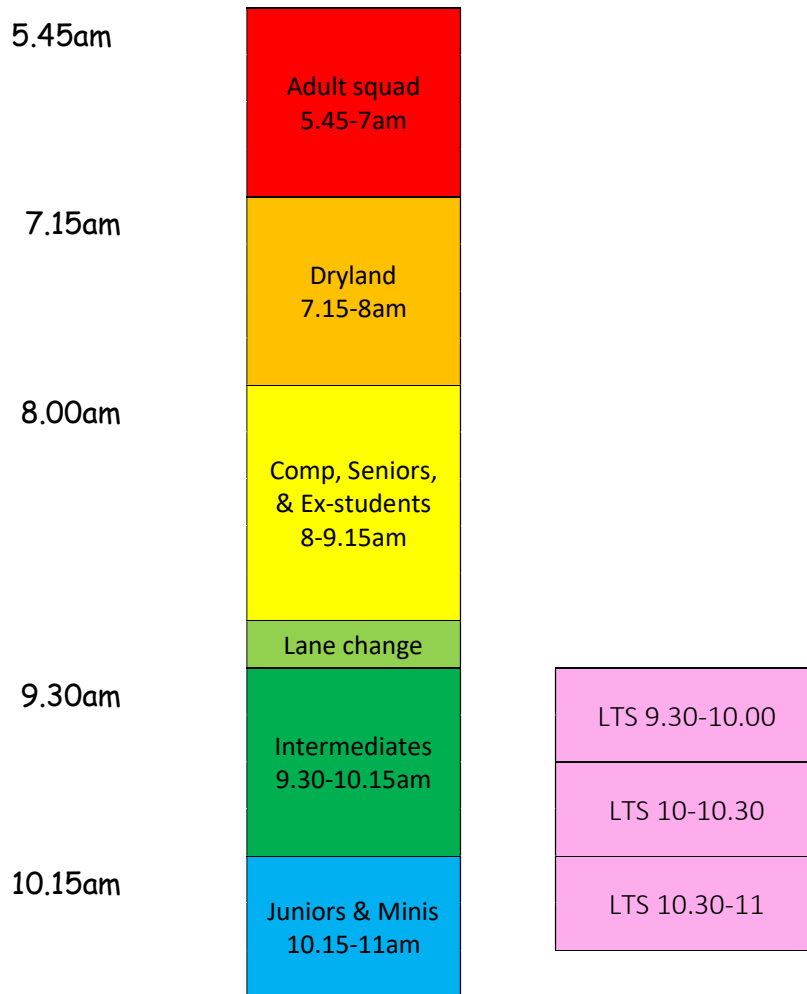 5.45am
Adult squad
5.45-7am
7.15am
Dryland
7.15-8am
8.00am
Comp, Seniors,
& Ex-students
8-9.15am
Lane change
9.30am
Intermediates
9.30-10.15am
LTS 9.30-10.00
LTS 10-10.30
10.15am
Juniors & Minis
10.15-11am
LTS 10.30-11